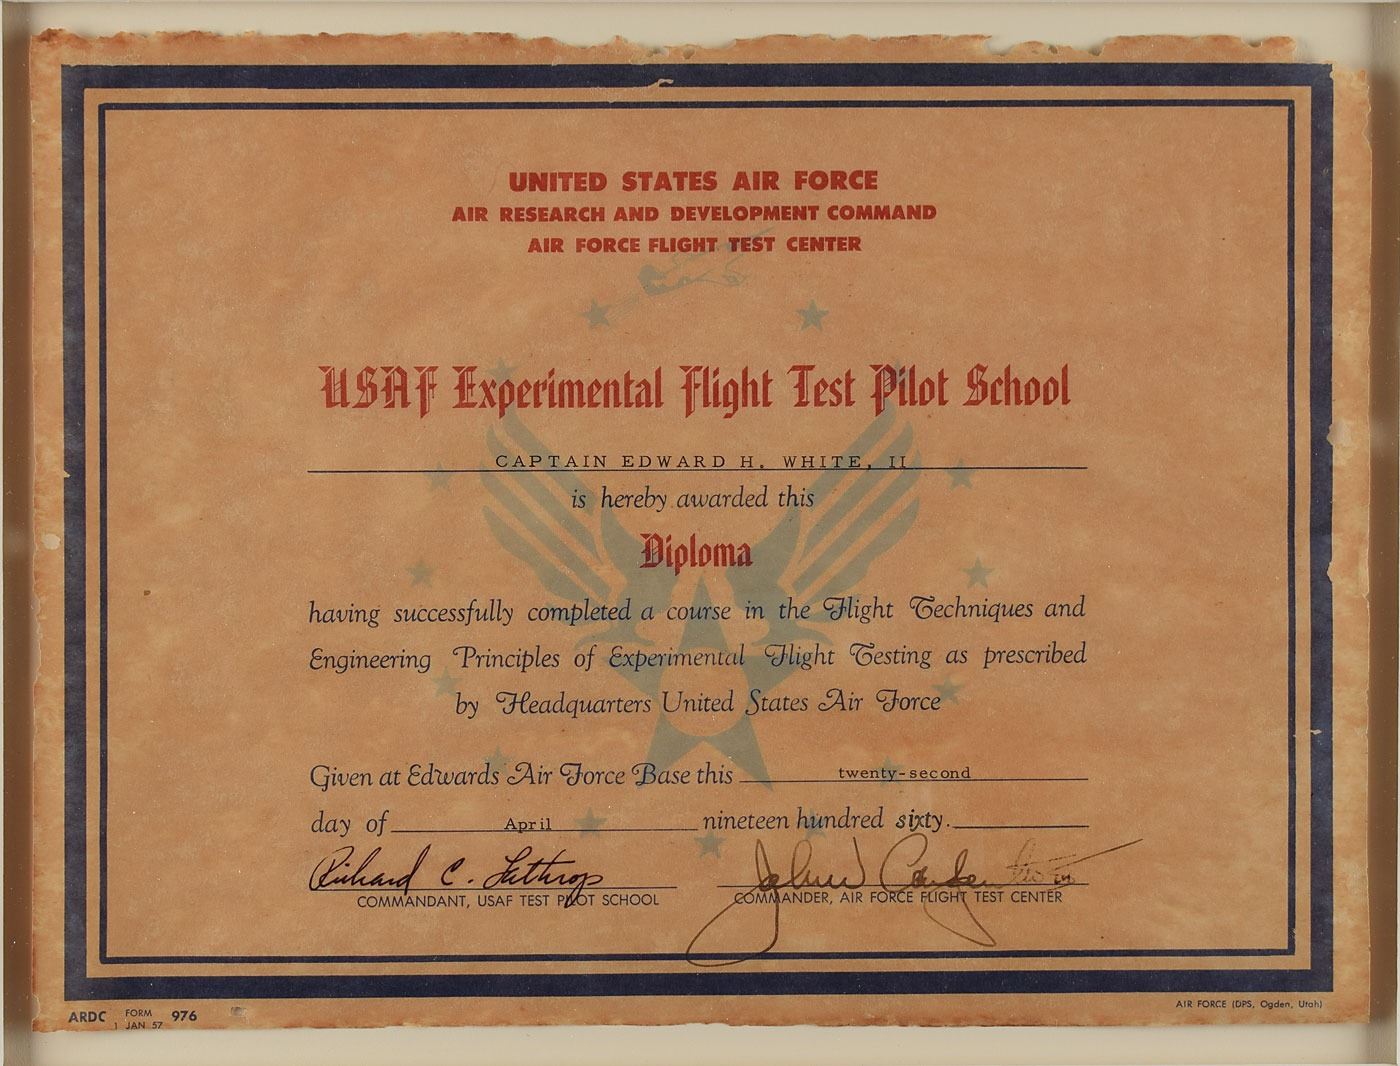 UNITED STATES AIR FORCE
AIR RESEARCH AND DEVELOPMENT COMMAND
AIR FORCE FLIGHT TEST CENTER
USAF Experimental Flight Test Pilot School
CAPTAIN EDWARD H. WHITE, II
is hereby awarded this
Diploma
having successfully completed a course in the Flight Techniques and
Engineering Principles of Experimental Flight Testing as prescribed
by Headquarters United States Air Force
Given at Edwards Air Force Base this twenty-second
day of April nineteen hundred sixty.
Richard C. Lathrop John W Carpenter
COMMANDANT, USAF TEST PILOT SCHOOL COMMANDER, AIR FORCE FLIGHT TEST CENTER
ARDC FORM 976 AIR FORCE (DPS, Ogden, Utah)
1 JAN 57